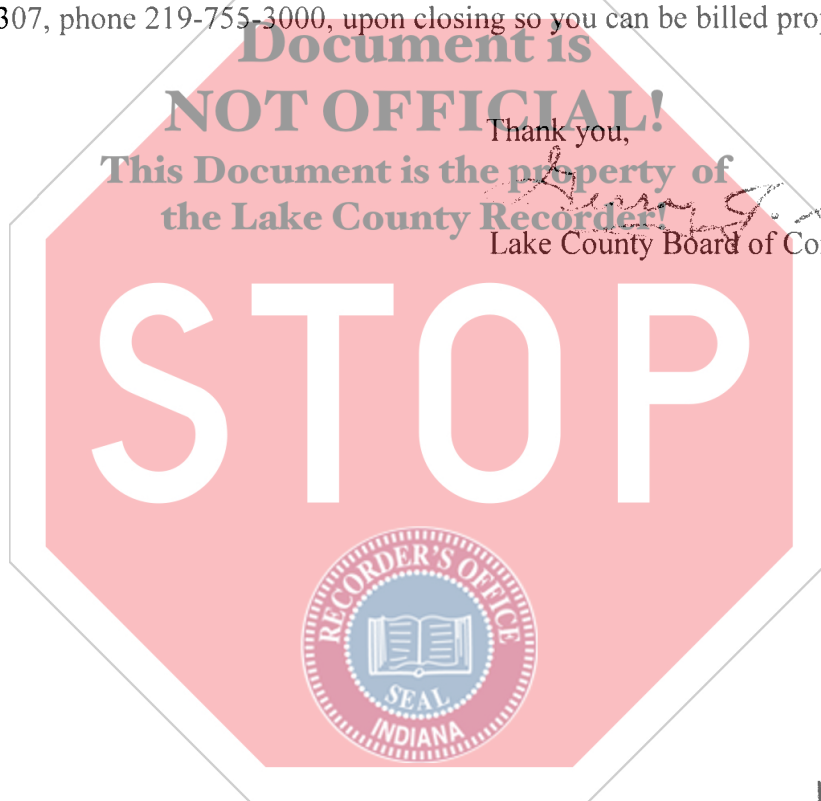 307, phone 219-755-3000, upon closing so you can be billed prop
Document is
NOT OFFICIAL!
Thank you,
This Document is the property of
the Lake County Recorder!
Lake County Board of Co
STOP
RECORDER'S OFFICE
SEAL
INDIANA